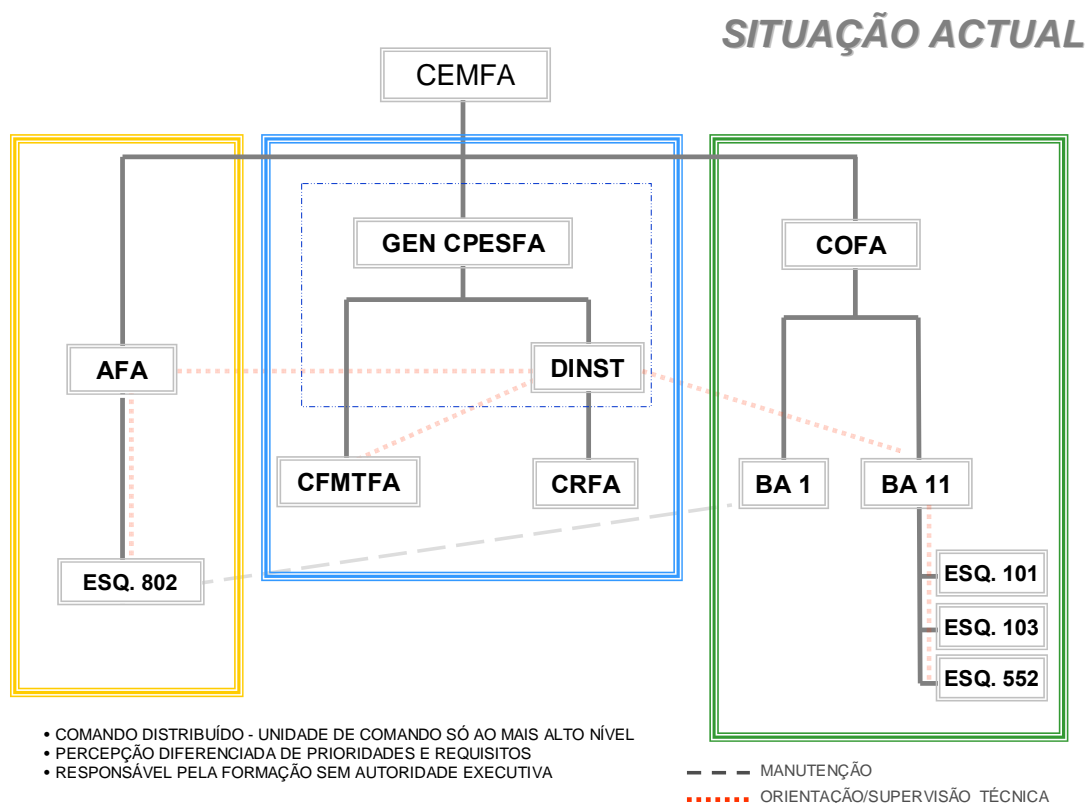 SITUAÇÃO ACTUAL
CEMFA
GEN CPESFA
COFA
AFA
DINST
CFMTFA
CRFA
BA 1
BA 11
ESQ. 802
ESQ. 101
ESQ. 103
ESQ. 552
• COMANDO DISTRIBUÍDO - UNIDADE DE COMANDO SÓ AO MAIS ALTO NÍVEL
• PERCEPÇÃO DIFERENCIADA DE PRIORIDADES E REQUISITOS
• RESPONSÁVEL PELA FORMAÇÃO SEM AUTORIDADE EXECUTIVA
MANUTENÇÃO
ORIENTAÇÃO/SUPERVISÃO TÉCNICA